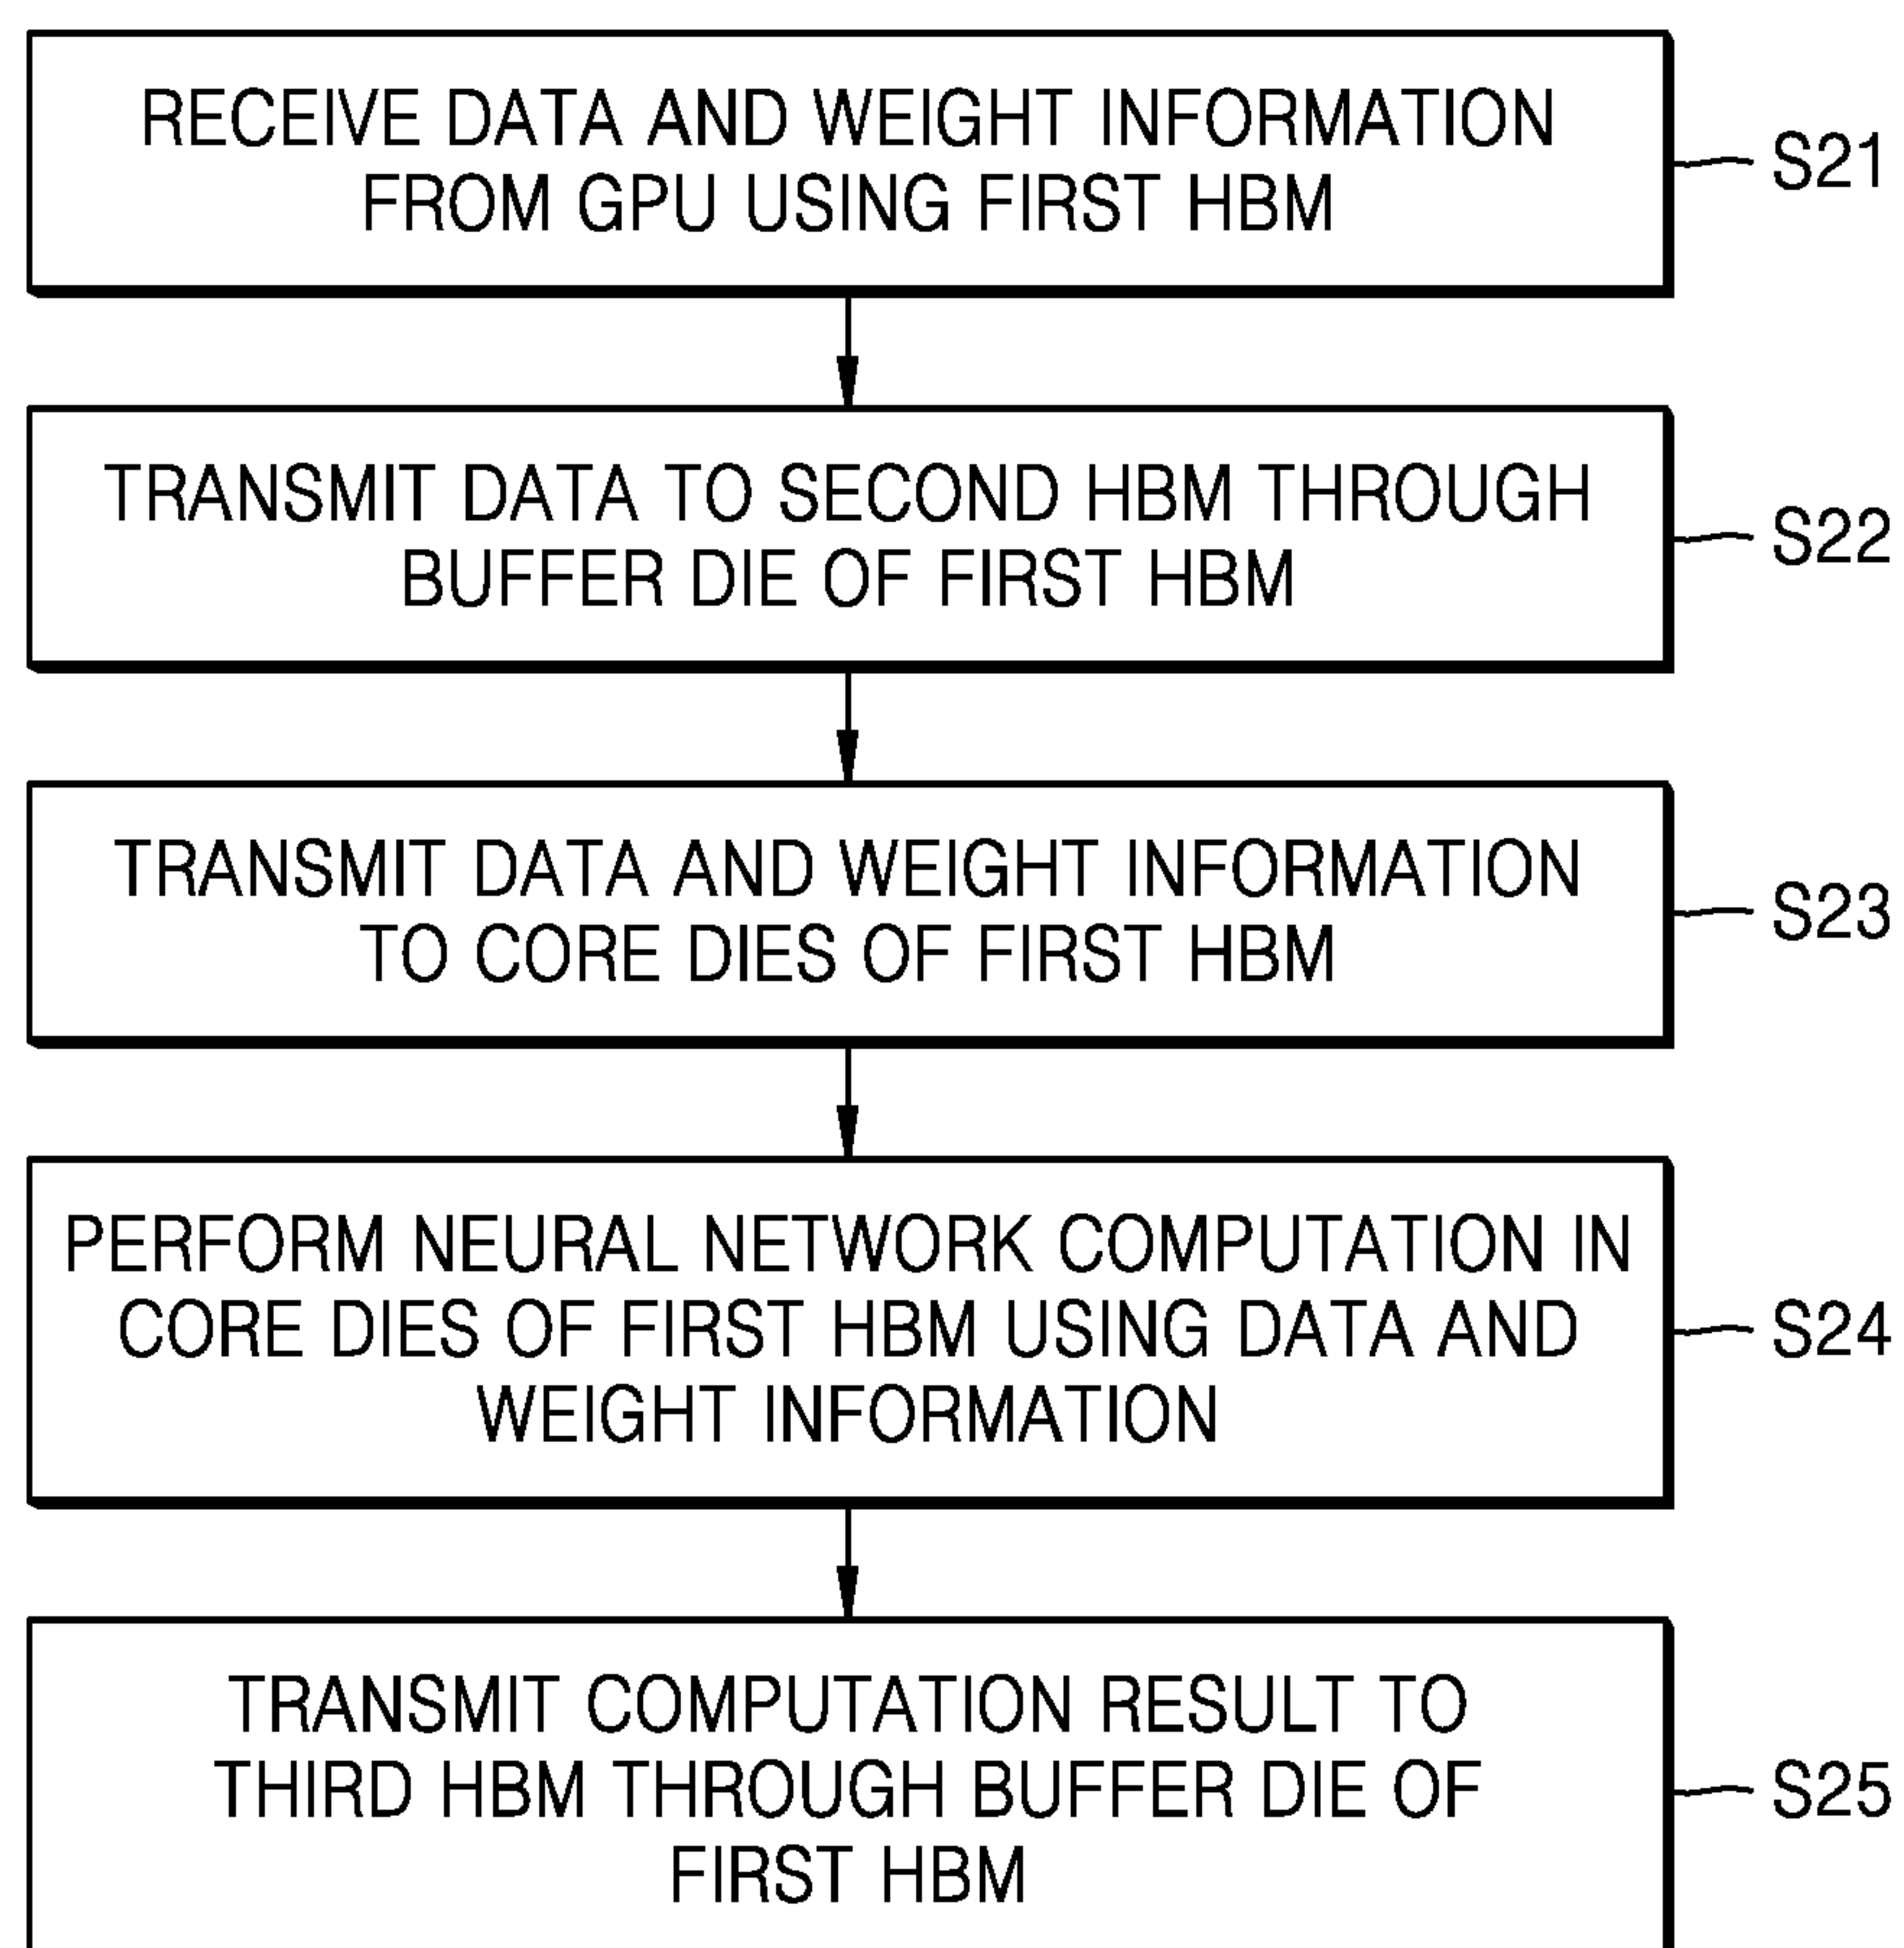 RECEIVE DATA AND WEIGHT INFORMATION
FROM GPU USING FIRST HBM
S21
TRANSMIT DATA TO SECOND HBM THROUGH
BUFFER DIE OF FIRST HBM
S22
TRANSMIT DATA AND WEIGHT INFORMATION
TO CORE DIES OF FIRST HBM
S23
PERFORM NEURAL NETWORK COMPUTATION IN
CORE DIES OF FIRST HBM USING DATA AND
WEIGHT INFORMATION
S24
TRANSMIT COMPUTATION RESULT TO
THIRD HBM THROUGH BUFFER DIE OF
FIRST HBM
S25